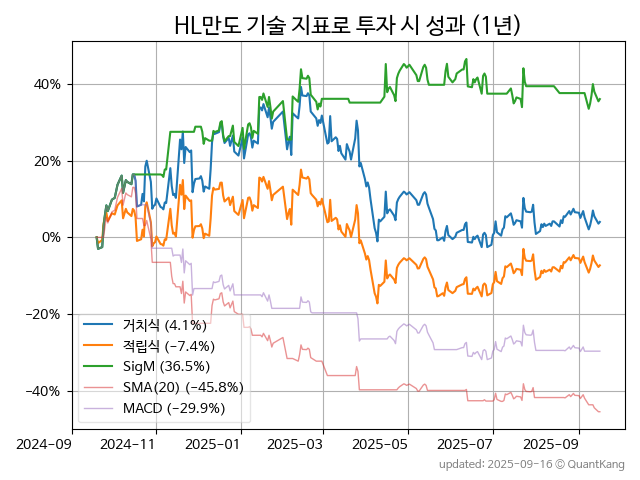 HL만도 기술 지표로 투자 시 성과 (1년)
40%
20%
0%
−20%
−40%
거치식 (4.1%)
적립식 (−7.4%)
SigM (36.5%)
SMA(20) (−45.8%)
MACD (−29.9%)
2024-09
2024-11
2025-01
2025-03
2025-05
2025-07
2025-09
updated: 2025-09-16 © QuantKang